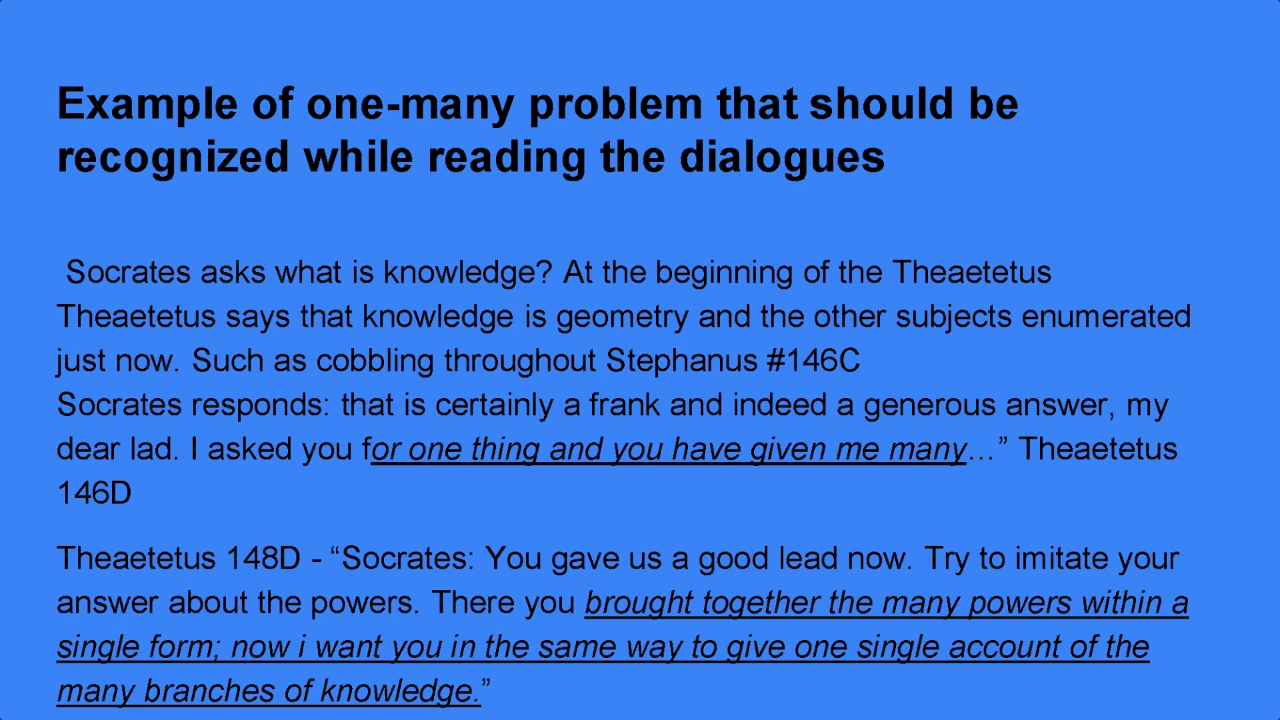 Example of one-many problem that should be
recognized while reading the dialogues
Socrates asks what is knowledge? At the beginning of the Theaetetus
Theaetetus says that knowledge is geometry and the other subjects enumerated
just now. Such as cobbling throughout Stephanus #146C
Socrates responds: that is certainly a frank and indeed a generous answer, my
dear lad. I asked you for one thing and you have given me many…” Theaetetus
146D
Theaetetus 148D - “Socrates: You gave us a good lead now. Try to imitate your
answer about the powers. There you brought together the many powers within a
single form; now i want you in the same way to give one single account of the
many branches of knowledge.”